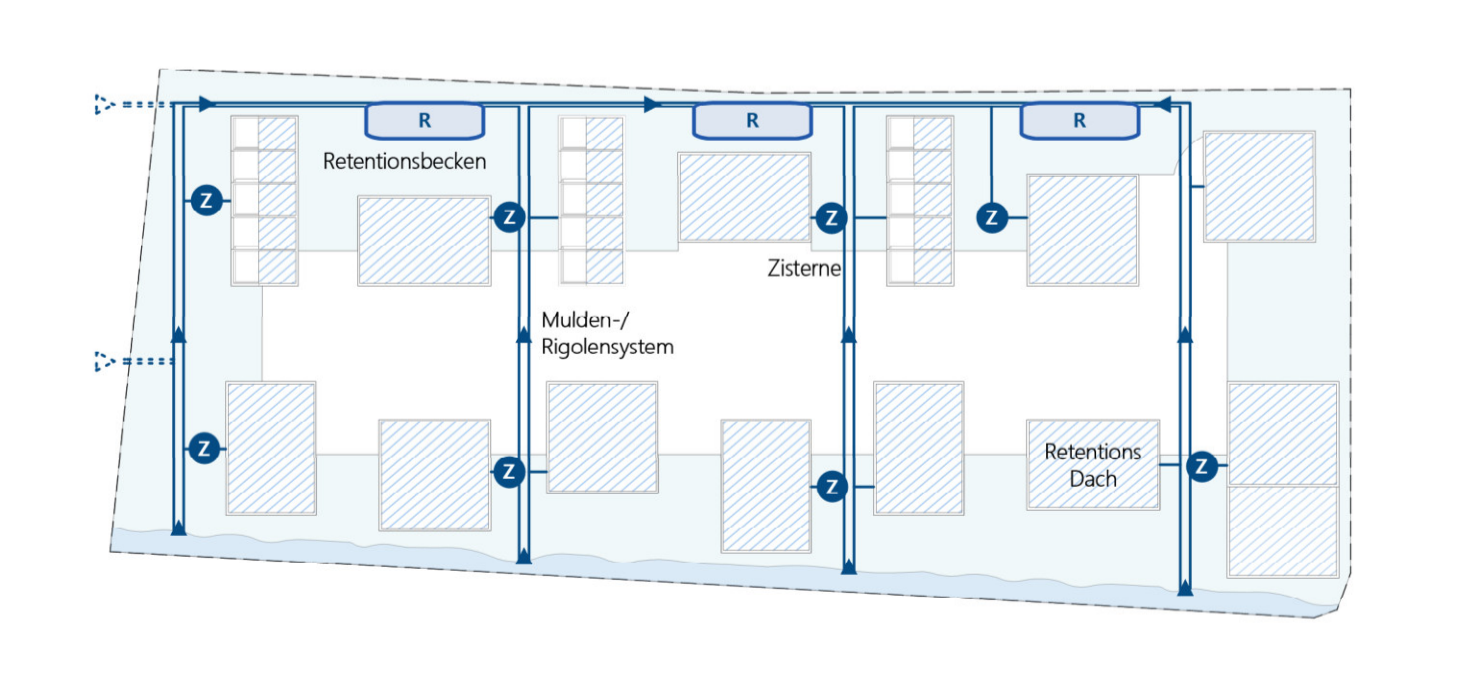 R
R
R
Retentionsbecken
Z
Z
Z
Z
Zisterne
Mulden-/
Rigolensystem
Z
Z
Z
Retentions
Dach
Z